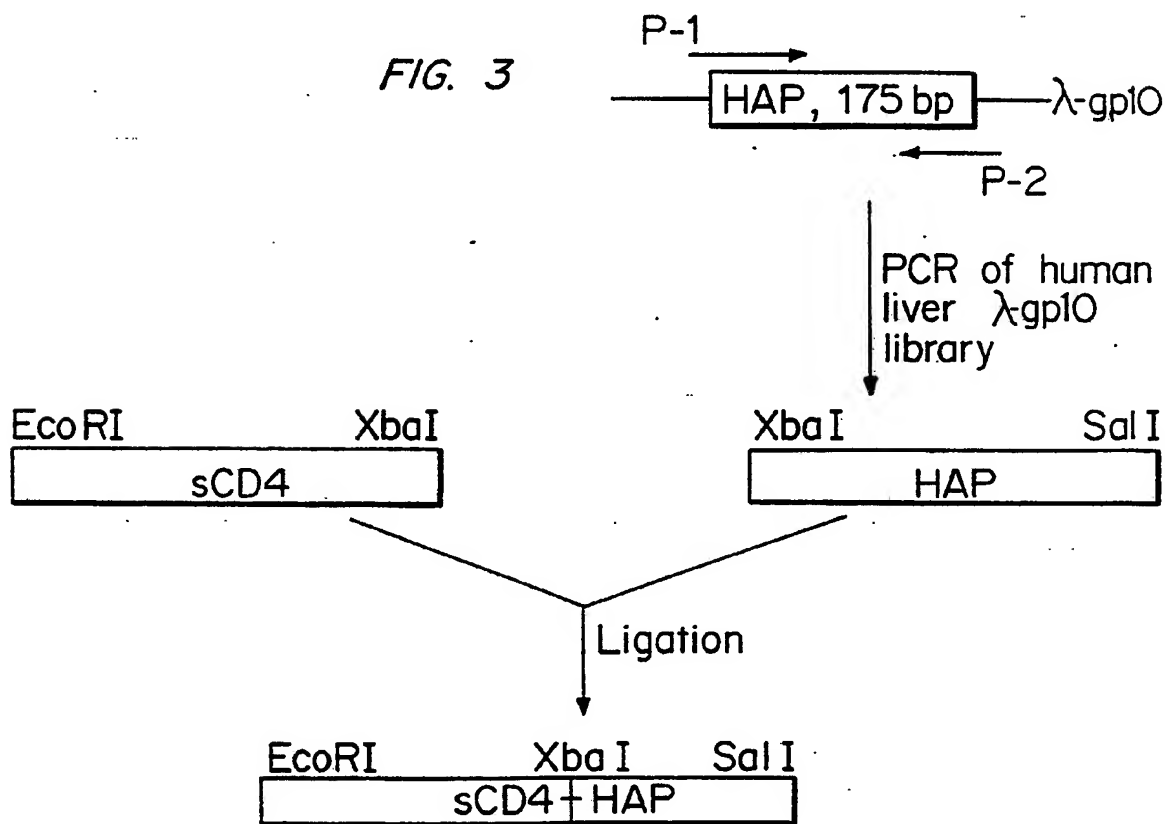 FIG. 3
P-1
HAP, 175 bp
λ-gp10
P-2
PCR of human
liver λ-gp10
library
EcoRI XbaI
sCD4
XbaI SalI
HAP
Ligation
EcoRI XbaI SalI
sCD4+HAP